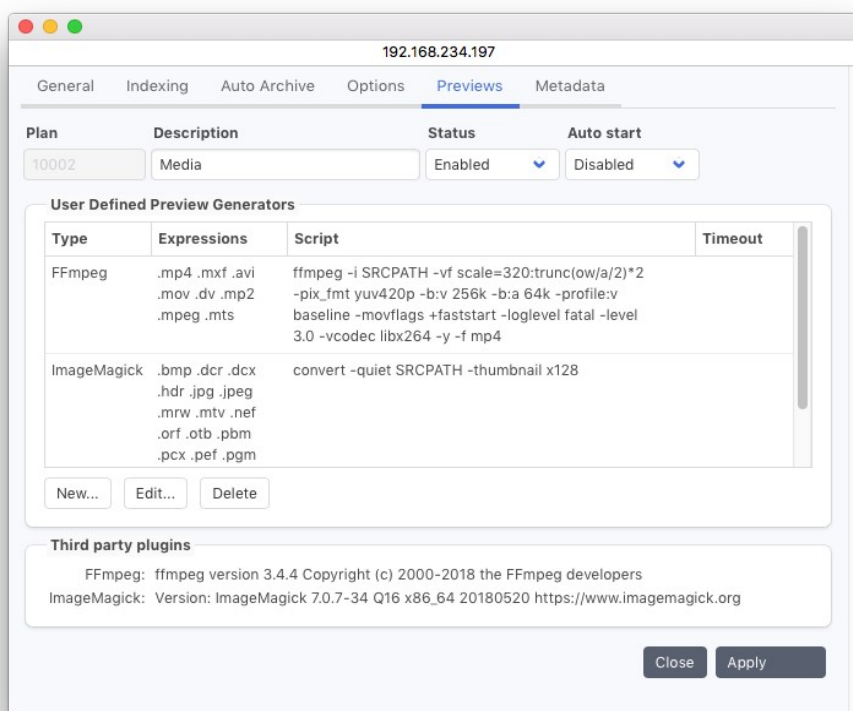 192.168.234.197
General Indexing Auto Archive Options Previews Metadata
Plan Description Status Auto start
10002 Media Enabled Disabled
User Defined Preview Generators
Type Expressions Script Timeout
FFmpeg .mp4 .mxf .avi ffmpeg -i SRCPATH -vf scale=320:trunc(ow/a/2)*2
.mov .dv .mp2 -pix_fmt yuv420p -b:v 256k -b:a 64k -profile:v
.mpeg .mts baseline -movflags +faststart -loglevel fatal -level
3.0 -vcodec libx264 -y -f mp4
ImageMagick .bmp .dcr .dcx convert -quiet SRCPATH -thumbnail x128
.hdr .jpg .jpeg
.mrw .mtv .nef
.orf .otb .pbm
.pcx .pef .pgm
New... Edit... Delete
Third party plugins
FFmpeg: ffmpeg version 3.4.4 Copyright (c) 2000-2018 the FFmpeg developers
ImageMagick: Version: ImageMagick 7.0.7-34 Q16 x86_64 20180520 https://www.imagemagick.org
Close Apply